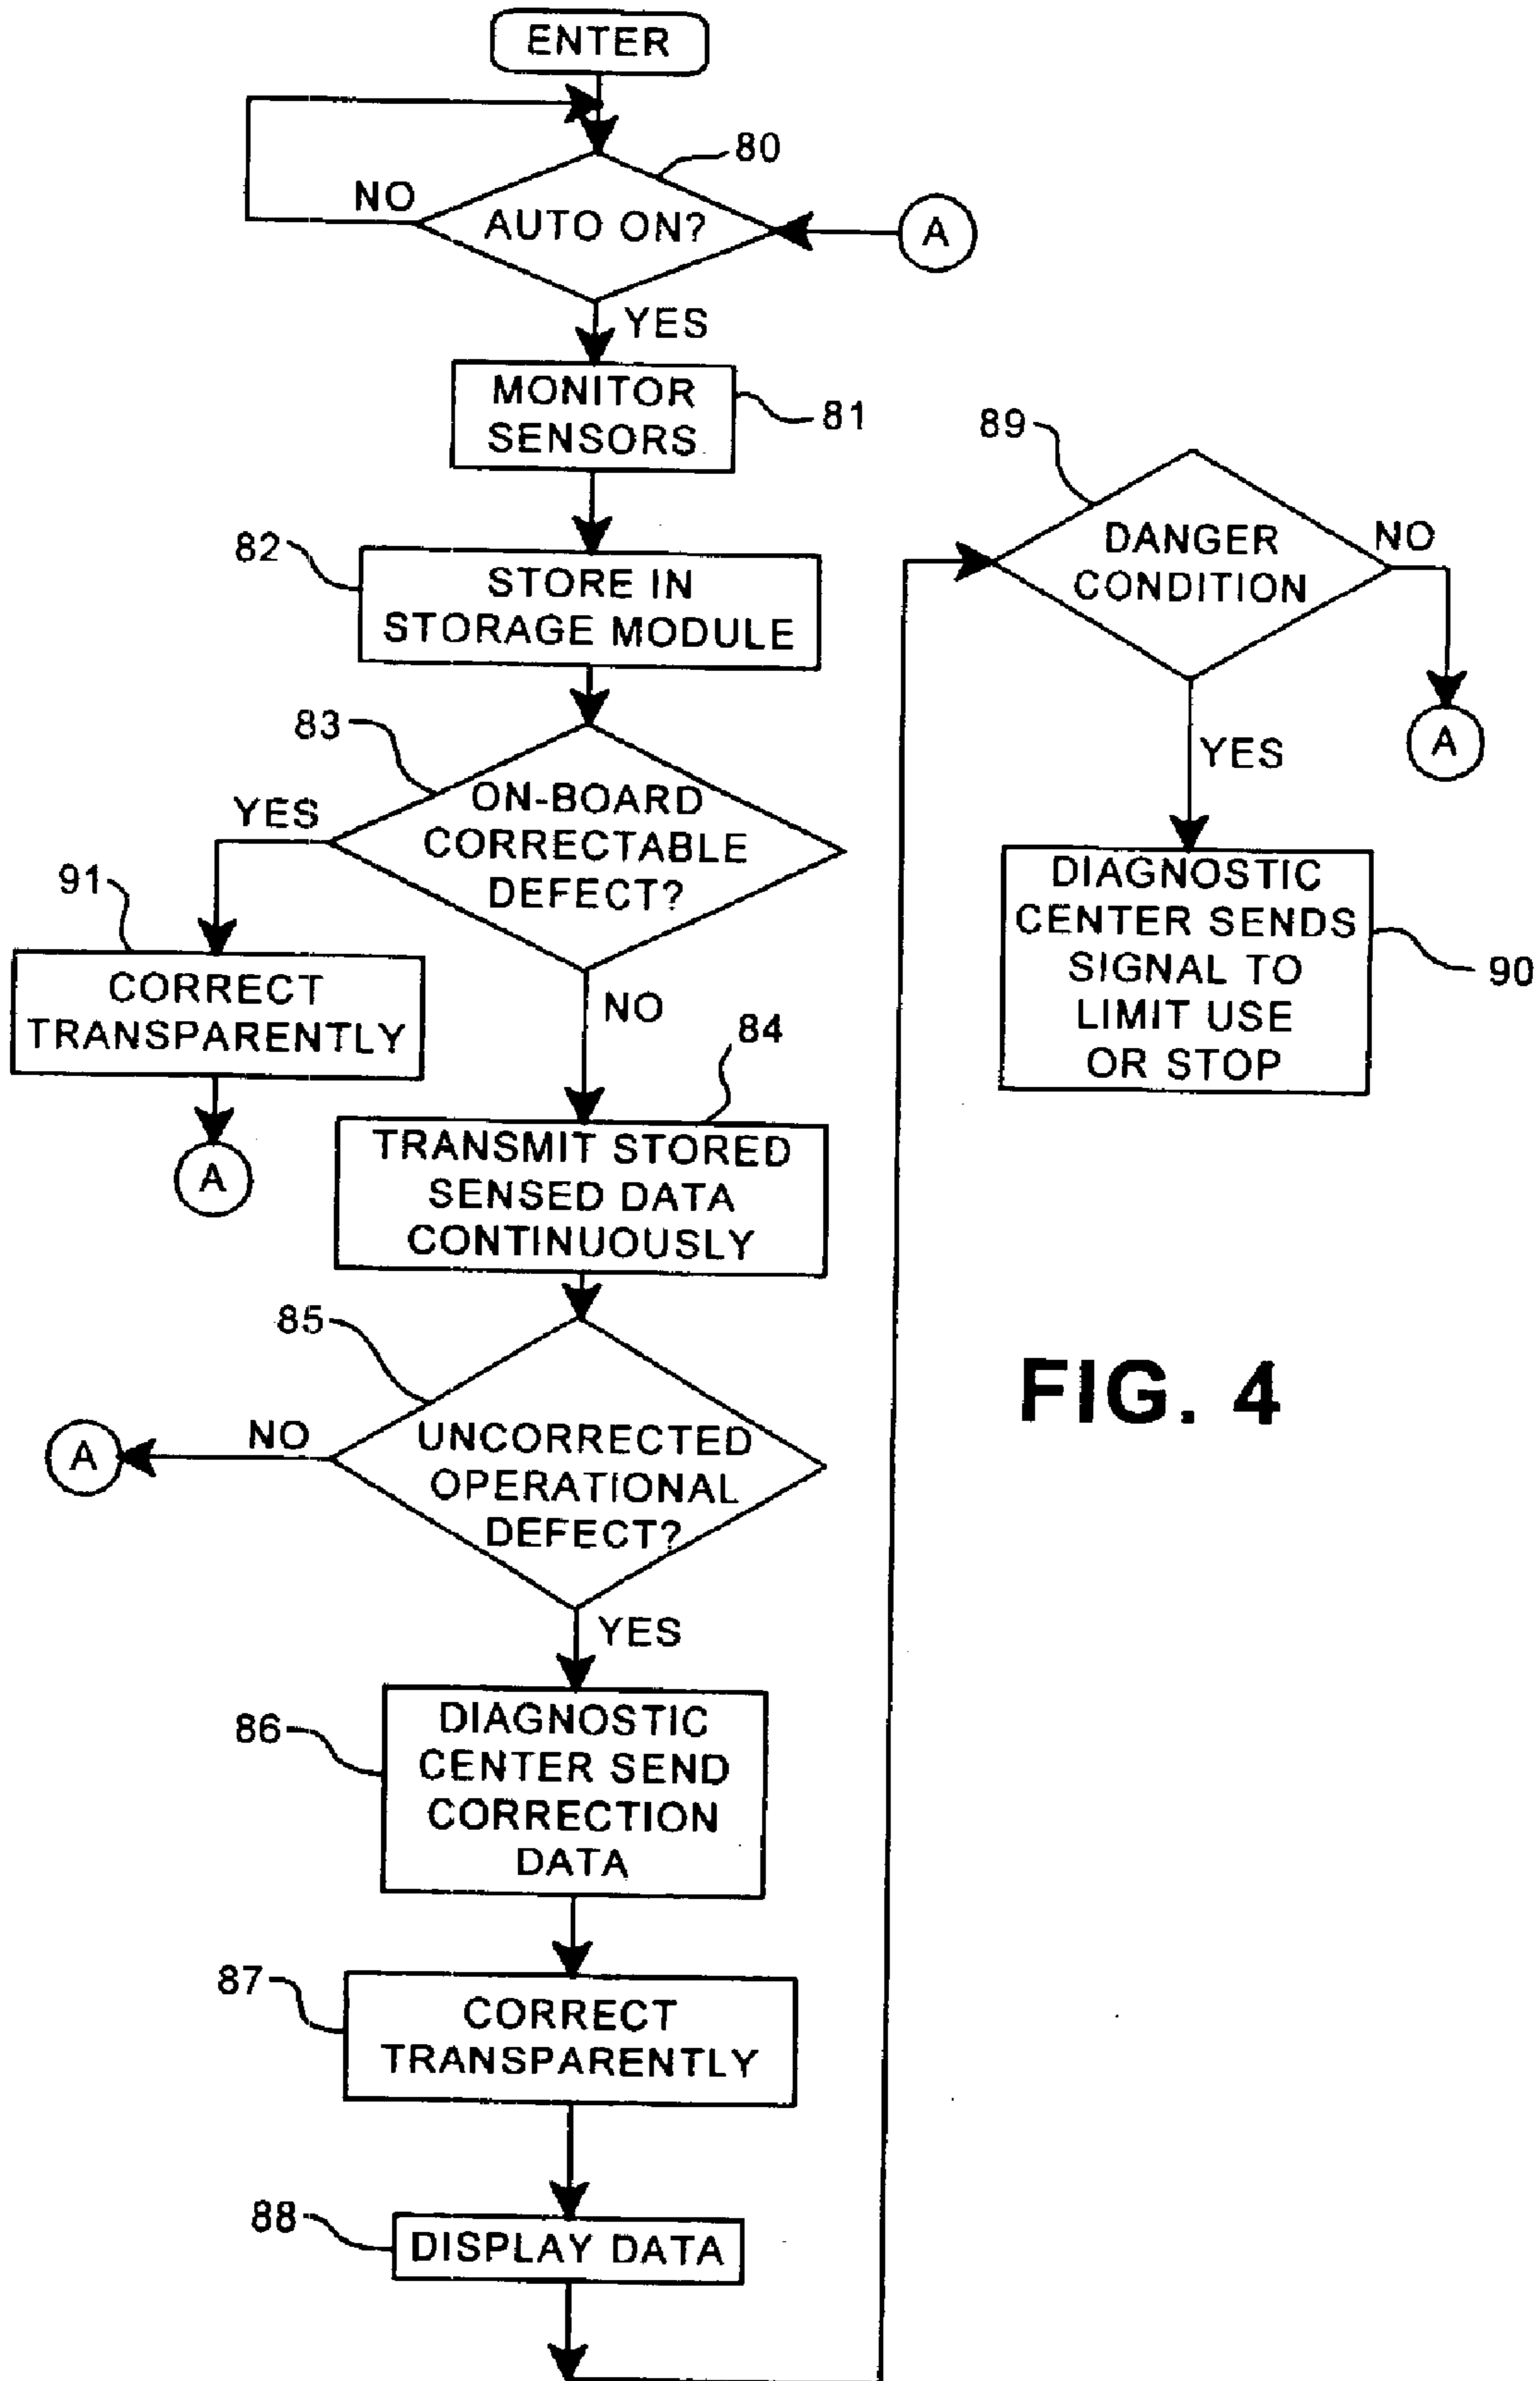 ENTER
80
NO
AUTO ON?
A
YES
MONITOR
SENSORS
81
82
STORE IN
STORAGE MODULE
83
YES
ON-BOARD
CORRECTABLE
DEFECT?
91
CORRECT
TRANSPARENTLY
A
NO
84
TRANSMIT STORED
SENSED DATA
CONTINUOUSLY
85
A
NO
UNCORRECTED
OPERATIONAL
DEFECT?
YES
86
DIAGNOSTIC
CENTER SEND
CORRECTION
DATA
87
CORRECT
TRANSPARENTLY
88
DISPLAY DATA
89
DANGER
CONDITION
NO
A
YES
DIAGNOSTIC
CENTER SENDS
SIGNAL TO
LIMIT USE
OR STOP
90
FIG. 4